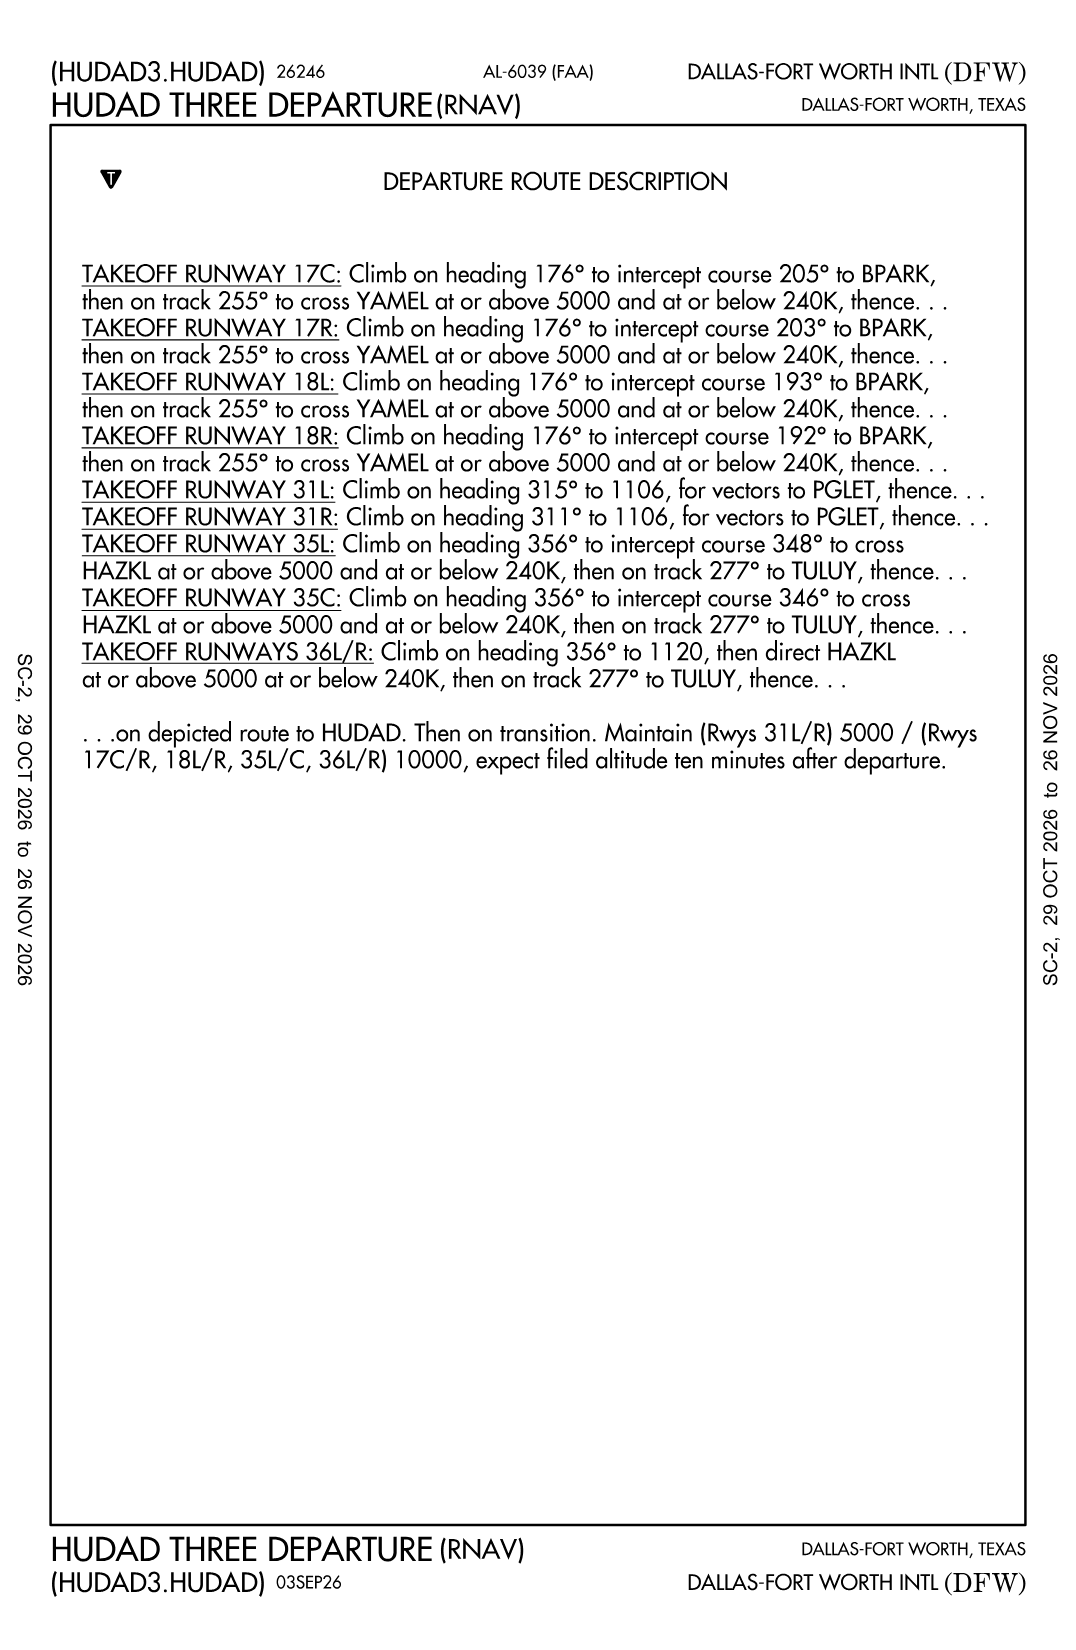 (HUDAD3.HUDAD) 26246 AL-6039 (FAA) DALLAS-FORT WORTH INTL (DFW)
HUDAD THREE DEPARTURE (RNAV) DALLAS-FORT WORTH, TEXAS
T DEPARTURE ROUTE DESCRIPTION
TAKEOFF RUNWAY 17C: Climb on heading 176° to intercept course 205° to BPARK,
then on track 255° to cross YAMEL at or above 5000 and at or below 240K, thence. . .
TAKEOFF RUNWAY 17R: Climb on heading 176° to intercept course 203° to BPARK,
then on track 255° to cross YAMEL at or above 5000 and at or below 240K, thence. . .
TAKEOFF RUNWAY 18L: Climb on heading 176° to intercept course 193° to BPARK,
then on track 255° to cross YAMEL at or above 5000 and at or below 240K, thence. . .
TAKEOFF RUNWAY 18R: Climb on heading 176° to intercept course 192° to BPARK,
then on track 255° to cross YAMEL at or above 5000 and at or below 240K, thence. . .
TAKEOFF RUNWAY 31L: Climb on heading 315° to 1106, for vectors to PGLET, thence. . .
TAKEOFF RUNWAY 31R: Climb on heading 311° to 1106, for vectors to PGLET, thence. . .
TAKEOFF RUNWAY 35L: Climb on heading 356° to intercept course 348° to cross
HAZKL at or above 5000 and at or below 240K, then on track 277° to TULUY, thence. . .
TAKEOFF RUNWAY 35C: Climb on heading 356° to intercept course 346° to cross
HAZKL at or above 5000 and at or below 240K, then on track 277° to TULUY, thence. . .
TAKEOFF RUNWAYS 36L/R: Climb on heading 356° to 1120, then direct HAZKL
at or above 5000 at or below 240K, then on track 277° to TULUY, thence. . .
. . .on depicted route to HUDAD. Then on transition. Maintain (Rwys 31L/R) 5000 / (Rwys
17C/R, 18L/R, 35L/C, 36L/R) 10000, expect filed altitude ten minutes after departure.
SC-2, 29 OCT 2026 to 26 NOV 2026
SC-2, 29 OCT 2026 to 26 NOV 2026
HUDAD THREE DEPARTURE (RNAV) DALLAS-FORT WORTH, TEXAS
(HUDAD3.HUDAD) 03SEP26 DALLAS-FORT WORTH INTL (DFW)